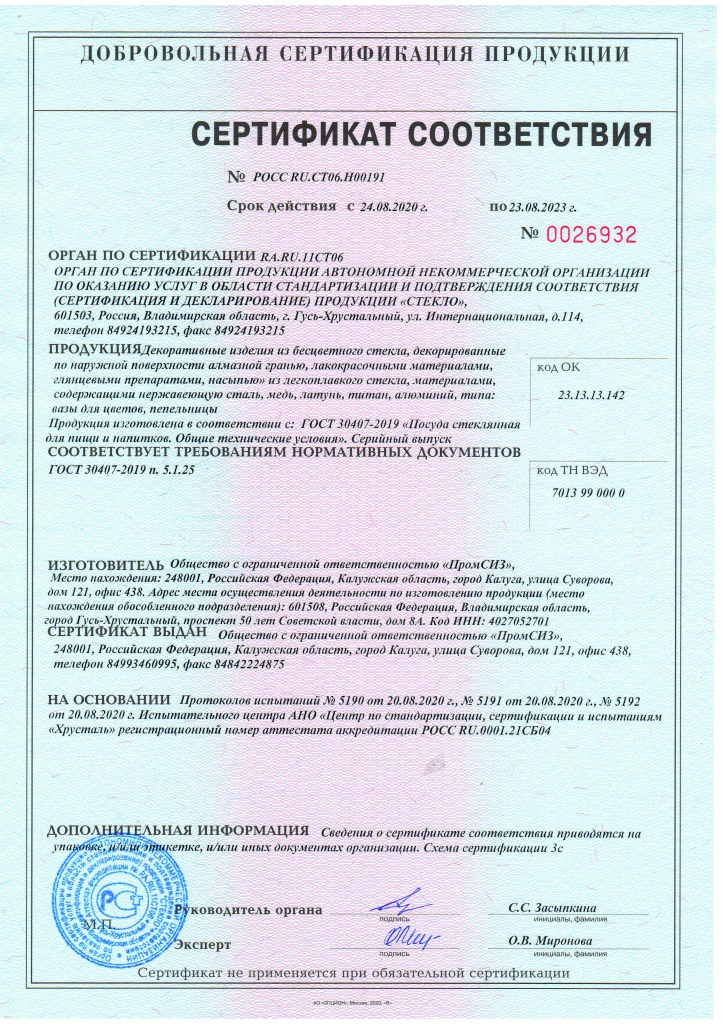 ДОБРОВОЛЬНАЯ СЕРТИФИКАЦИЯ ПРОДУКЦИИ
СЕРТИФИКАТ СООТВЕТСТВИЯ
№ РОСС RU.СТ06.Н00191
Срок действия с 24.08.2020 г. по 23.08.2023 г.
№ 0026932
ОРГАН ПО СЕРТИФИКАЦИИ RA.RU.11СТ06
ОРГАН ПО СЕРТИФИКАЦИИ ПРОДУКЦИИ АВТОНОМНОЙ НЕКОММЕРЧЕСКОЙ ОРГАНИЗАЦИИ
ПО ОКАЗАНИЮ УСЛУГ В ОБЛАСТИ СТАНДАРТИЗАЦИИ И ПОДТВЕРЖДЕНИЯ СООТВЕТСТВИЯ
(СЕРТИФИКАЦИЯ И ДЕКЛАРИРОВАНИЕ) ПРОДУКЦИИ «СТЕКЛО»,
601503, Россия, Владимирская область, г. Гусь-Хрустальный, ул. Интернациональная, д.114,
телефон 84924193215, факс 84924193215
ПРОДУКЦИЯ Декоративные изделия из бесцветного стекла, декорированные
по наружной поверхности алмазной гранью, лакокрасочными материалами,
глянцевыми препаратами, насыпью» из легкоплавкого стекла, материалами,
содержащими нержавеющую сталь, медь, латунь, титан, алюминий, типа:
вазы для цветов, пепельницы
Продукция изготовлена в соответствии с: ГОСТ 30407-2019 «Посуда стеклянная
для пищи и напитков. Общие технические условия». Серийный выпуск
код ОК
23.13.13.142
СООТВЕТСТВУЕТ ТРЕБОВАНИЯМ НОРМАТИВНЫХ ДОКУМЕНТОВ
ГОСТ 30407-2019 п. 5.1.25
код ТН ВЭД
7013 99 000 0
ИЗГОТОВИТЕЛЬ Общество с ограниченной ответственностью «ПромСИЗ»,
Место нахождения: 248001, Российская Федерация, Калужская область, город Калуга, улица Суворова,
дом 121, офис 438. Адрес места осуществления деятельности по изготовлению продукции (место
нахождения обособленного подразделения): 601508, Российская Федерация, Владимирская область,
город Гусь-Хрустальный, проспект 50 лет Советской власти, дом 8А. Код ИНН: 4027052701
СЕРТИФИКАТ ВЫДАН Общество с ограниченной ответственностью «ПромСИЗ»,
248001, Российская Федерация, Калужская область, город Калуга, улица Суворова, дом 121, офис 438,
телефон 84993460995, факс 84842224875
НА ОСНОВАНИИ Протоколов испытаний № 5190 от 20.08.2020 г., № 5191 от 20.08.2020 г., № 5192
от 20.08.2020 г. Испытательного центра АНО «Центр по стандартизации, сертификации и испытаниям
«Хрусталь» регистрационный номер аттестата аккредитации РОСС RU.0001.21СБ04
ДОПОЛНИТЕЛЬНАЯ ИНФОРМАЦИЯ Сведения о сертификате соответствия приводятся на
упаковке, и/или этикетке, и/или иных документах организации. Схема сертификации 3с
М.П.
Руководитель органа
подпись
С.С. Засыпкина
инициалы, фамилия
Эксперт
подпись
О.В. Миронова
инициалы, фамилия
Сертификат не применяется при обязательной сертификации
АО «ОПЦИОН», Москва, 2020, «В»